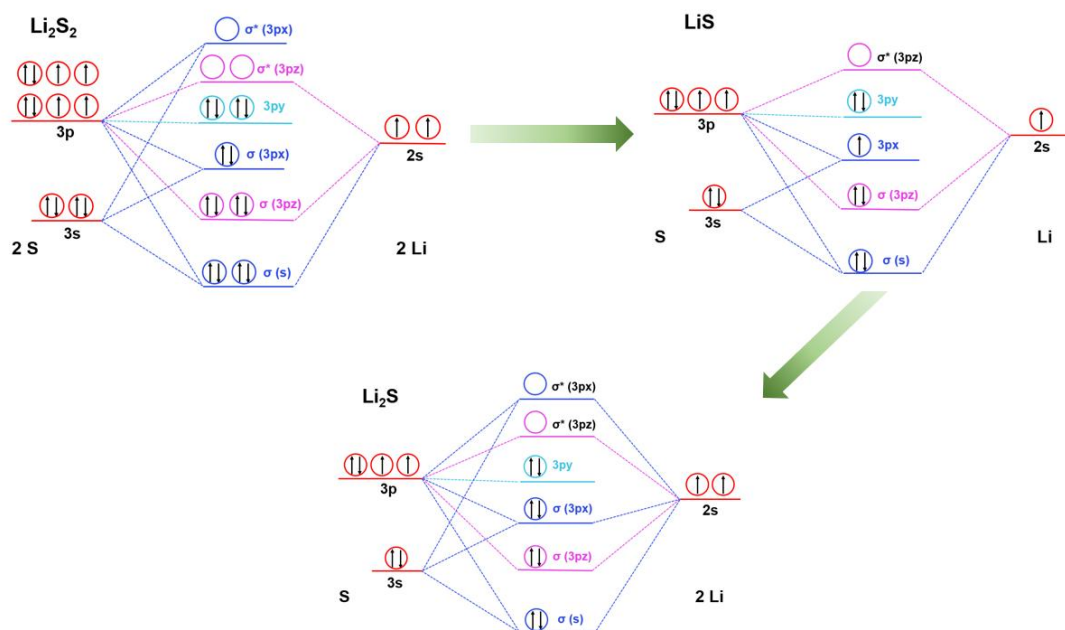 Li₂S₂
σ* (3px)
σ* (3pz)
3py
3p
2s
σ (3px)
σ (3pz)
3s
2 S
2 Li
σ (s)
LiS
σ* (3pz)
3py
3p
2s
3px
σ (3pz)
3s
S
Li
σ (s)
Li₂S
σ* (3px)
σ* (3pz)
3py
3p
2s
σ (3px)
σ (3pz)
3s
S
2 Li
σ (s)